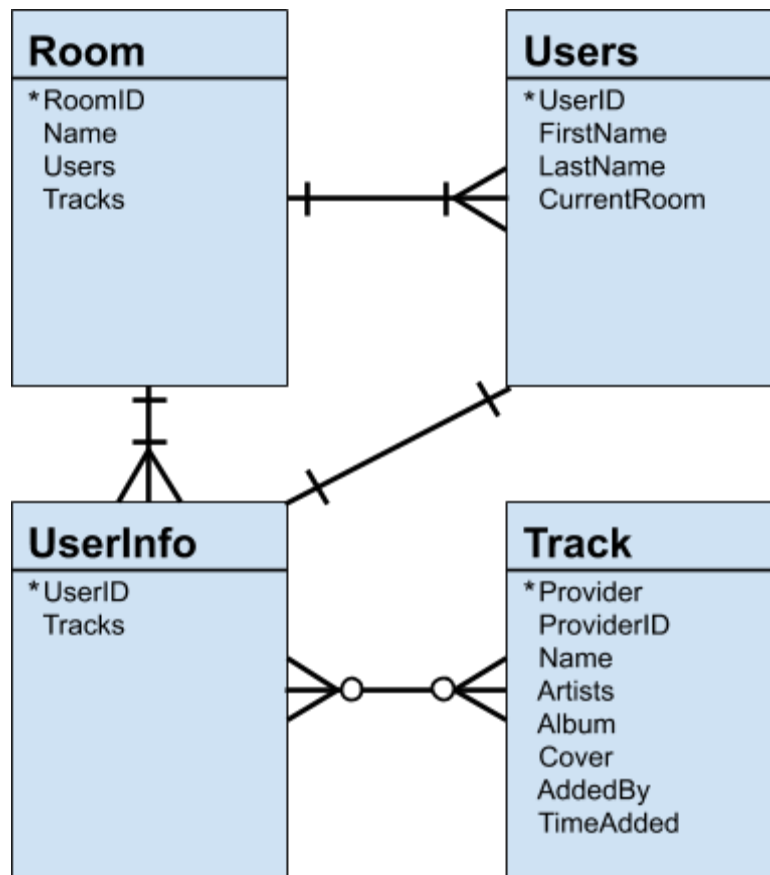 Room
*RoomID
Name
Users
Tracks
Users
*UserID
FirstName
LastName
CurrentRoom
UserInfo
*UserID
Tracks
Track
*Provider
ProviderID
Name
Artists
Album
Cover
AddedBy
TimeAdded